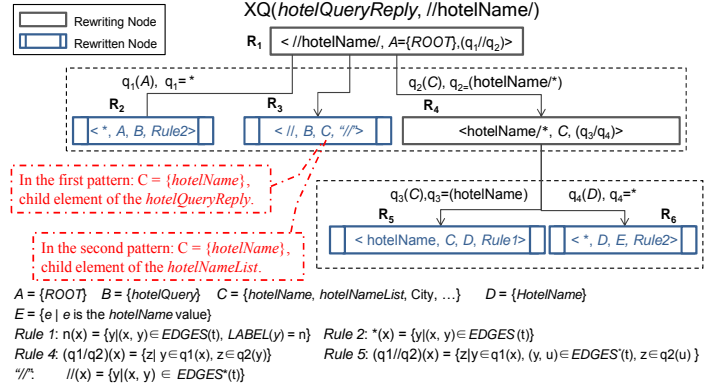 XQ(hotelQueryReply, //hotelName/)
Rewriting Node
Rewritten Node
R1
< //hotelName/, A={ROOT},(q1//q2)>
q1(A), q1= *
q2(C), q2=(hotelName/*)
R2
R3
R4
< *, A, B, Rule2>
< //, B, C, “//”>
<hotelName/*, C, (q3/q4)>
In the first pattern: C = {hotelName},
child element of the hotelQueryReply.
q3(C),q3=(hotelName)
q4(D), q4=*
R5
R6
In the second pattern: C = {hotelName},
child element of the hotelNameList.
< hotelName, C, D, Rule1>
< *, D, E, Rule2>
A = {ROOT} B = {hotelQuery} C = {hotelName, hotelNameList, City, …} D = {HotelName}
E = {e | e is the hotelName value}
Rule 1: n(x) = {y|(x, y)∈EDGES(t), LABEL(y) = n} Rule 2: *(x) = {y|(x, y)∈EDGES(t)}
Rule 4: (q1/q2)(x) = {z| y∈q1(x), z∈q2(y)} Rule 5: (q1//q2)(x) = {z|y∈q1(x), (y, u)∈EDGES*(t), z∈q2(u) }
“//”: //(x) = {y|(x, y) ∈ EDGES*(t)}